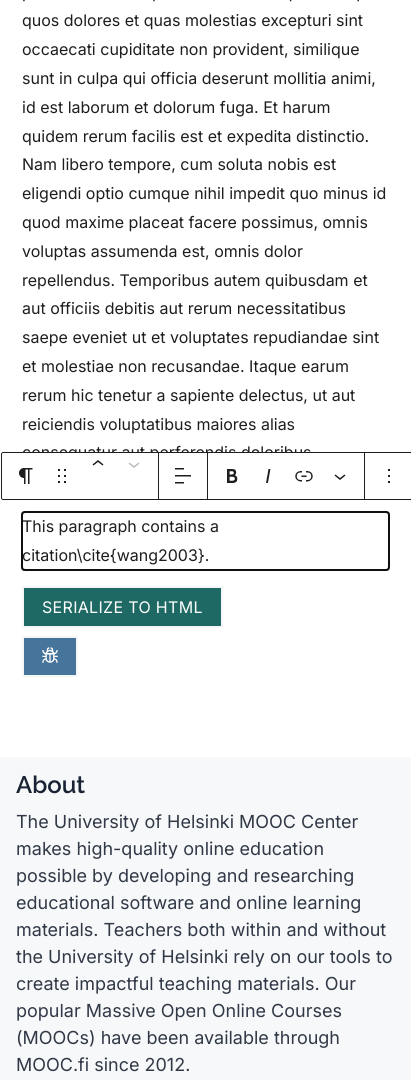 quos dolores et quas molestias excepturi sint
occaecati cupiditate non provident, similique
sunt in culpa qui officia deserunt mollitia animi,
id est laborum et dolorum fuga. Et harum
quidem rerum facilis est et expedita distinctio.
Nam libero tempore, cum soluta nobis est
eligendi optio cumque nihil impedit quo minus id
quod maxime placeat facere possimus, omnis
voluptas assumenda est, omnis dolor
repellendus. Temporibus autem quibusdam et
aut officiis debitis aut rerum necessitatibus
saepe eveniet ut et voluptates repudiandae sint
et molestiae non recusandae. Itaque earum
rerum hic tenetur a sapiente delectus, ut aut
reiciendis voluptatibus maiores alias
consequatur aut perferendis doloribus
B I
This paragraph contains a
citation\cite{wang2003}.
SERIALIZE TO HTML
About
The University of Helsinki MOOC Center
makes high-quality online education
possible by developing and researching
educational software and online learning
materials. Teachers both within and without
the University of Helsinki rely on our tools to
create impactful teaching materials. Our
popular Massive Open Online Courses
(MOOCs) have been available through
MOOC.fi since 2012.